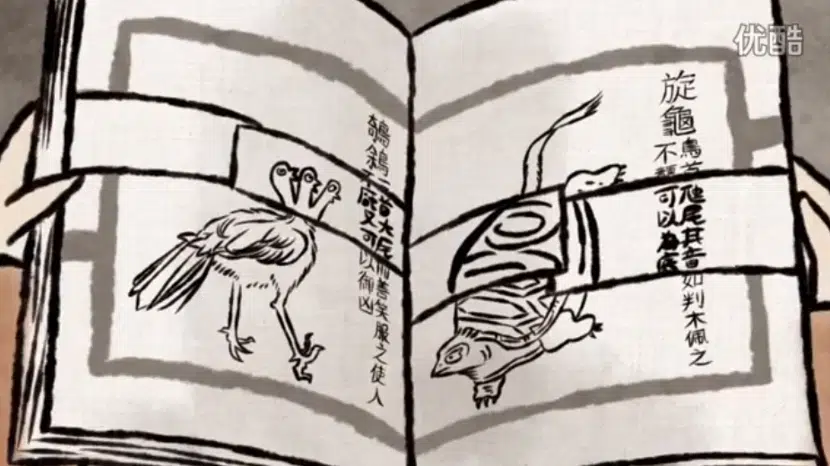 优酷
旋龜
鳥首虺尾其音如判木佩之
不聾可以為底
鵸鵌三首六尾而善笑服之使人
不厭又可以御凶